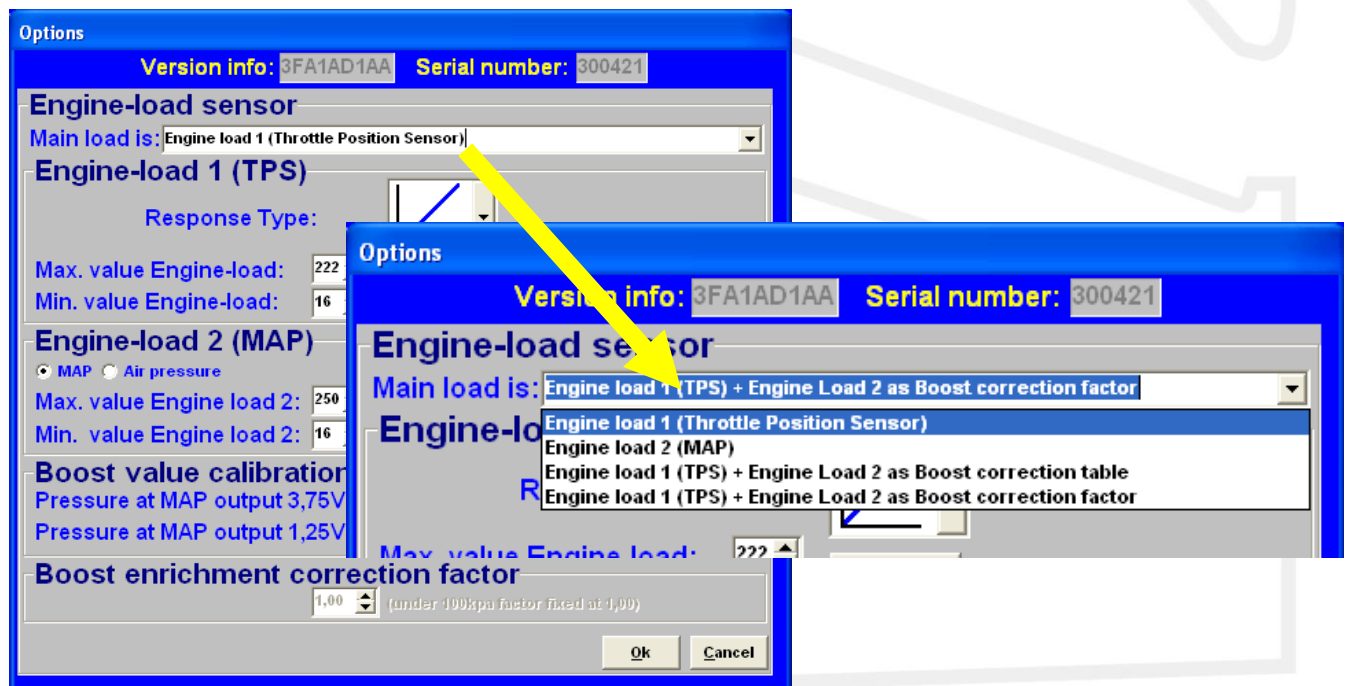 Options
Version info: 3FA1AD1AA Serial number: 300421
Engine-load sensor
Main load is: Engine load 1 (Throttle Position Sensor)
Engine-load 1 (TPS)
Response Type:
Max. value Engine-load: 222
Min. value Engine-load: 16
Engine-load 2 (MAP)
MAP Air pressure
Max. value Engine load 2: 250
Min. value Engine load 2: 16
Boost value calibration
Pressure at MAP output 3,75V
Pressure at MAP output 1,25V
Boost enrichment correction factor
1,00 (under 100kpa factor fixed at 1,00)
Ok Cancel
Options
Version info: 3FA1AD1AA Serial number: 300421
Engine-load sensor
Main load is: Engine load 1 (TPS) + Engine Load 2 as Boost correction factor
Engine-lo
Engine load 1 (Throttle Position Sensor)
Engine load 2 (MAP)
Engine load 1 (TPS) + Engine Load 2 as Boost correction table
R
Engine load 1 (TPS) + Engine Load 2 as Boost correction factor
Max. value Engine load: 222